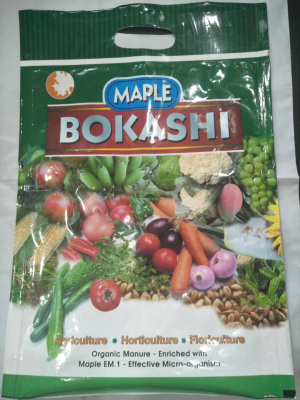 MAPLE
BOKASHI
Agriculture • Horticulture • Floriculture
Organic Manure - Enriched with
Maple EM.1 - Effective Micro-organism